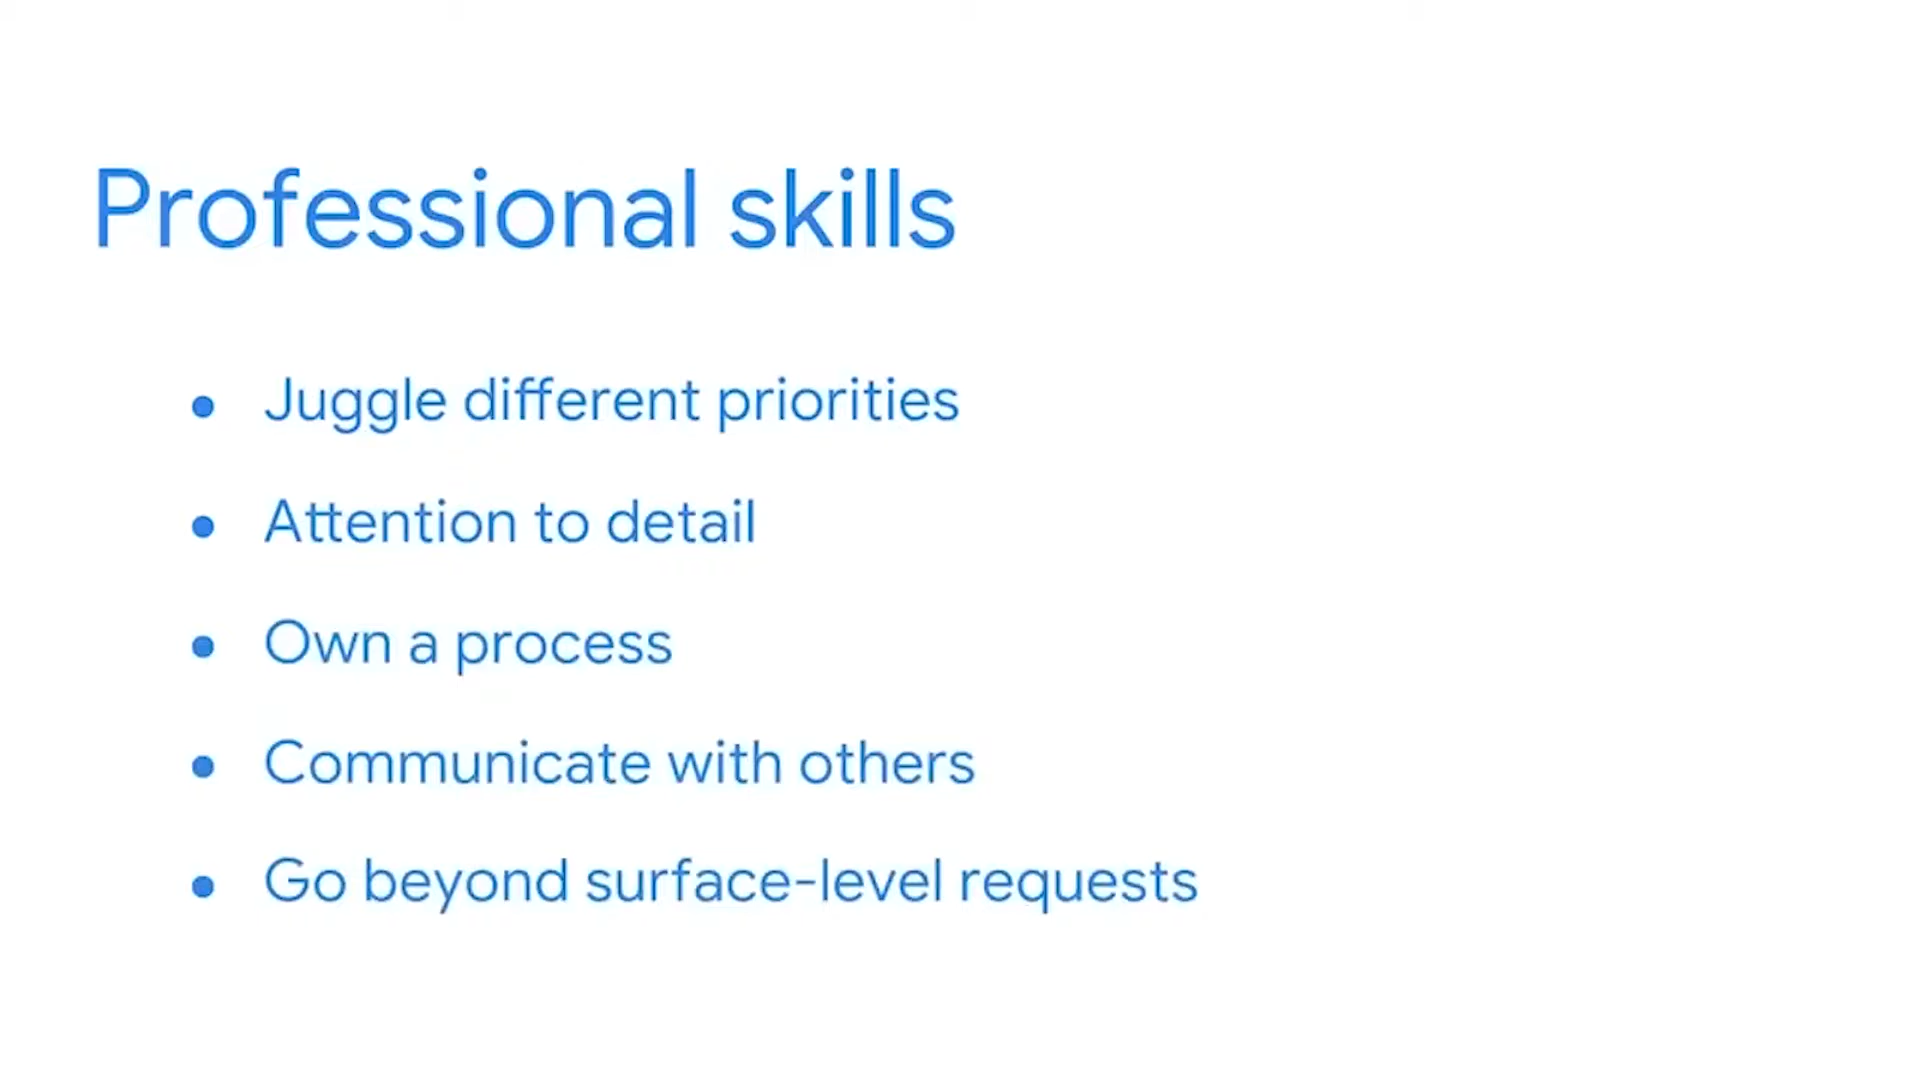 Professional skills
• Juggle different priorities
• Attention to detail
• Own a process
• Communicate with others
• Go beyond surface-level requests